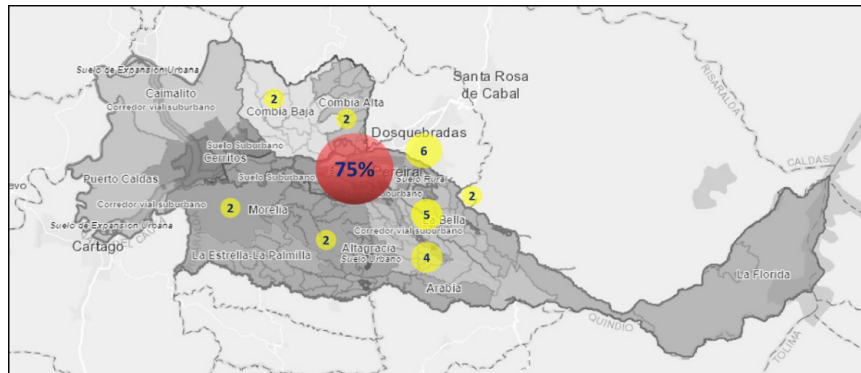 Santa Rosa
de Cabal
RISARALDA
Suelo de Expansión Urbana
Caimalito
Corredor vial suburbano
2
Combia Baja
Combia Alta
2
Dosquebradas
6
Suelo Suburbano
Cerritos
75%
Pereira
CALDAS
Puerto Caldas
Suelo Suburbano
Suelo Rural
2
Corredor vial suburbano
2
Morelia
5
La Bella
Suelo de Expansión Urbana
Corredor vial suburbano
Cartago
2
Altagracia
La Estrella-La Palmilla
Suelo Urbano
4
La Florida
Arabia
QUINDIO
TOLIMA